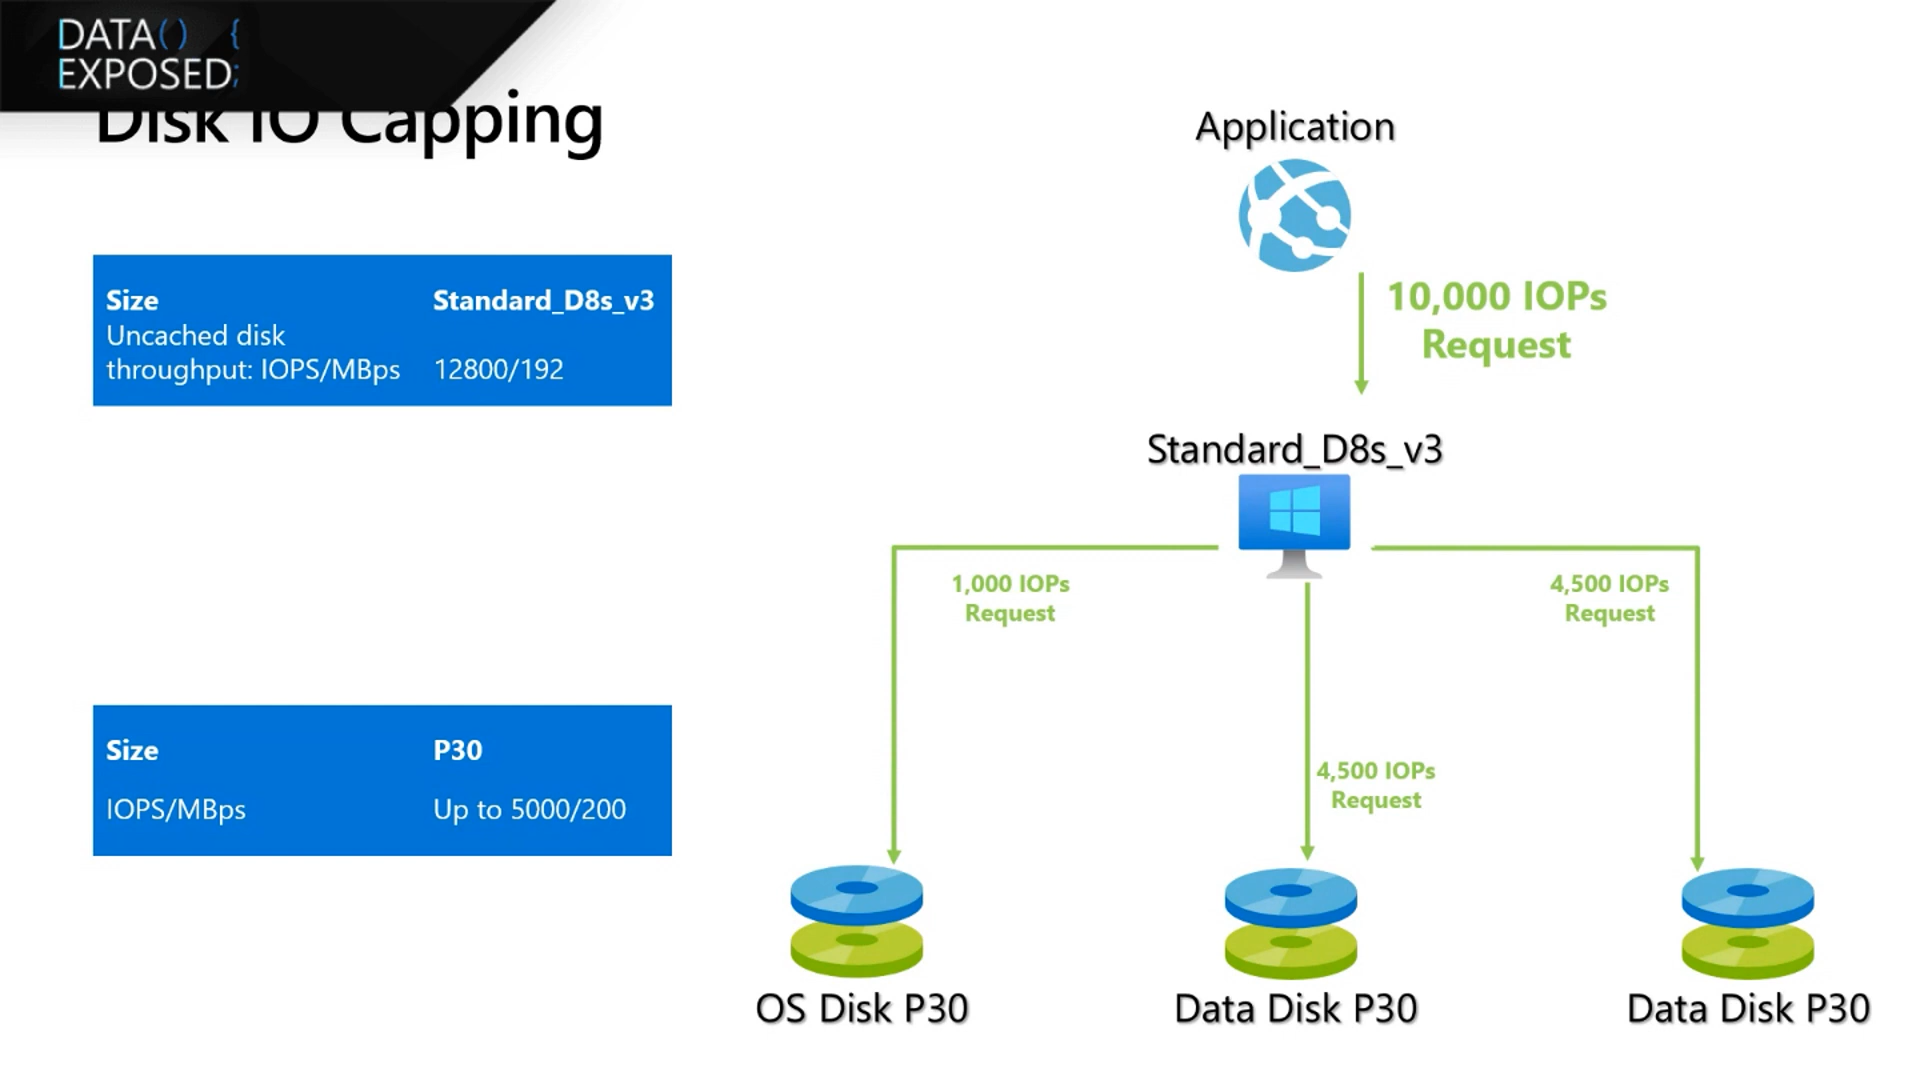 DATA() {
EXPOSED;
Disk IO Capping
Application
10,000 IOPs
Request
Size Standard_D8s_v3
Uncached disk
throughput: IOPS/MBps 12800/192
Standard_D8s_v3
1,000 IOPs
Request
4,500 IOPs
Request
4,500 IOPs
Request
Size P30
IOPS/MBps Up to 5000/200
OS Disk P30
Data Disk P30
Data Disk P30